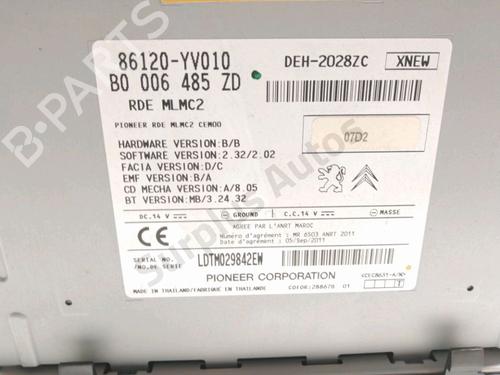 86120-YV010 DEH-2028ZC XNEW
B0 006 485 ZD
RDE MLMC2
PIONEER RDE MLMC2 CEM00
07D2
HARDWARE VERSION:B/B
SOFTWARE VERSION:2.32/2.02
FACIA VERSION:D/C
EMF VERSION:B/A
CD MECHA VERSION:A/8.05
BT VERSION:MB/3.24.32
DC.14 V GROUND C.C.14 V MASSE
AGREE PAR L'ANRT MAROC
Numéro d'agrément : MR 6503 ANRT 2011
Date d'agrément : 05/Sep/2011
CE
SERIAL NO.
/NO.DE SERIE LDTM029842EW
PIONEER CORPORATION
MADE IN THAILAND/FABRIQUE EN THAILANDE
B-PARTS
Surplus Autos